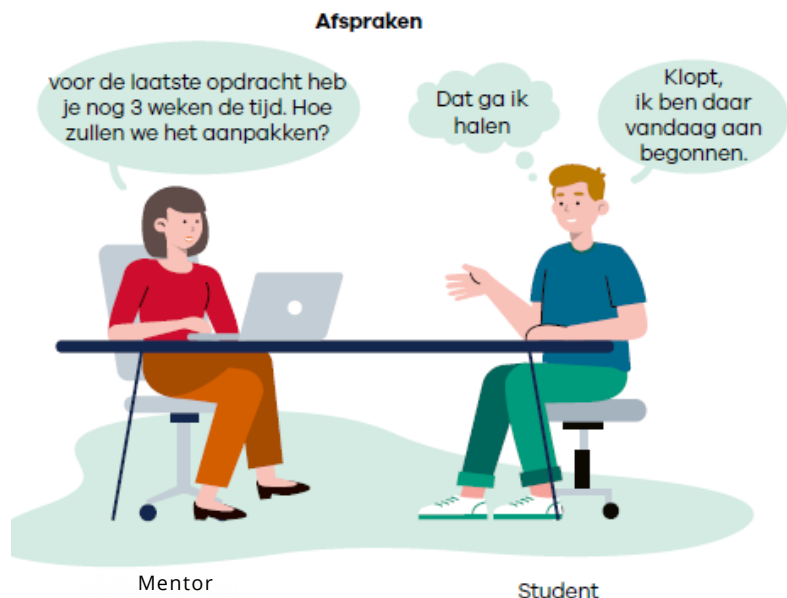 Afspraken
voor de laatste opdracht heb
je nog 3 weken de tijd. Hoe
zullen we het aanpakken?
Dat ga ik
halen
Klopt,
ik ben daar
vandaag aan
begonnen.
Mentor
Student